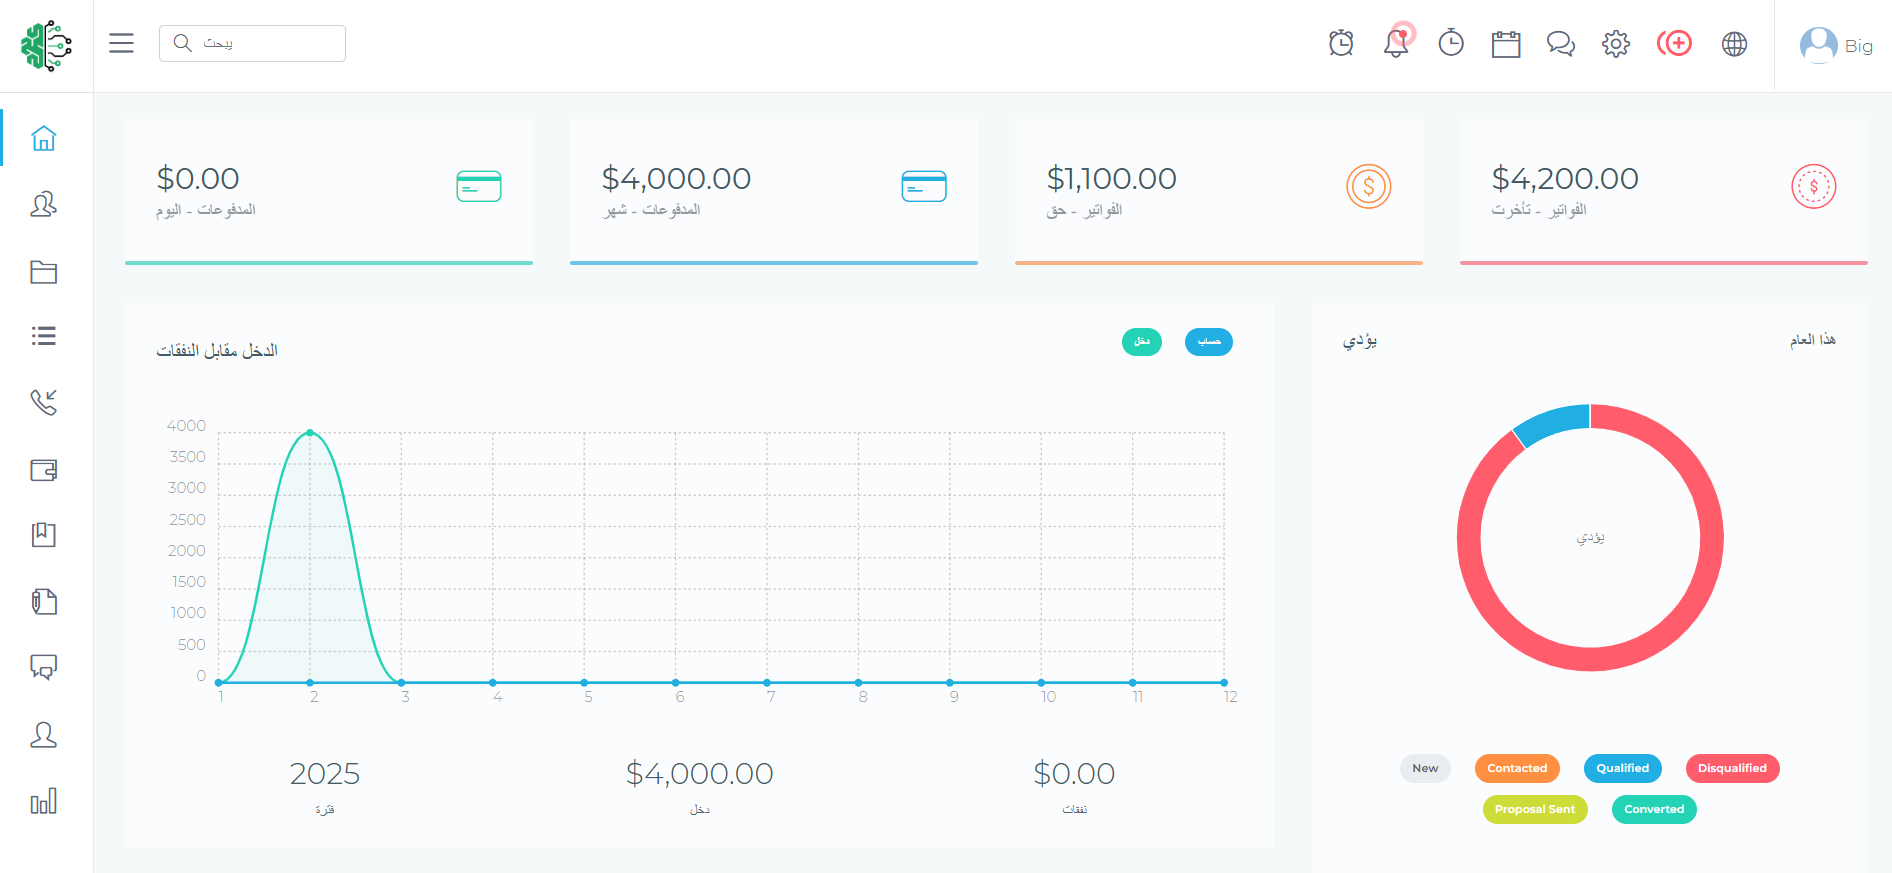 يبحث
Big
$0.00
المدفوعات - اليوم
$4,000.00
المدفوعات - شهر
$1,100.00
الفواتير - حق
$4,200.00
الفواتير - تأخرت
الدخل مقابل النفقات
دخل
حساب
4000
3500
3000
2500
2000
1500
1000
500
0
1 2 3 4 5 6 7 8 9 10 11 12
2025
فترة
$4,000.00
دخل
$0.00
نفقات
يؤدي
هذا العام
يؤدي
New Contacted Qualified Disqualified
Proposal Sent Converted